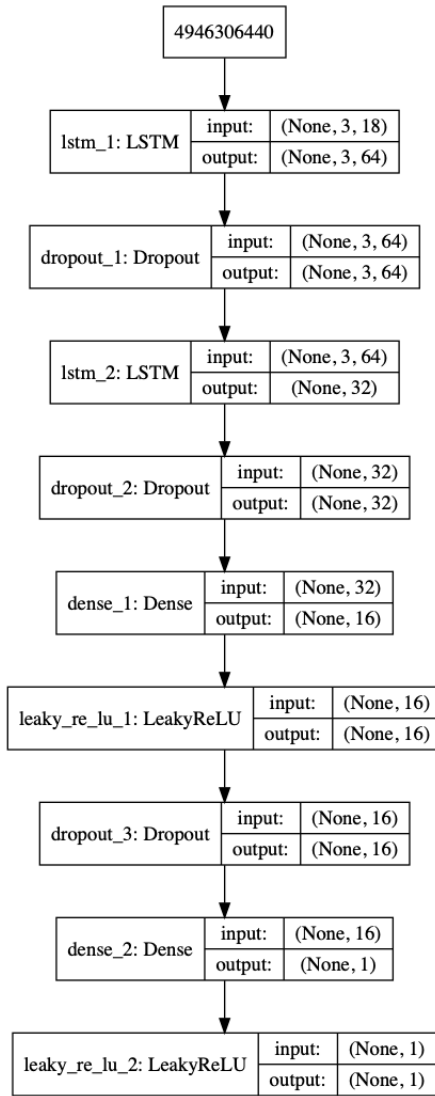 4946306440
lstm_1: LSTM
input: (None, 3, 18)
output: (None, 3, 64)
dropout_1: Dropout
input: (None, 3, 64)
output: (None, 3, 64)
lstm_2: LSTM
input: (None, 3, 64)
output: (None, 32)
dropout_2: Dropout
input: (None, 32)
output: (None, 32)
dense_1: Dense
input: (None, 32)
output: (None, 16)
leaky_re_lu_1: LeakyReLU
input: (None, 16)
output: (None, 16)
dropout_3: Dropout
input: (None, 16)
output: (None, 16)
dense_2: Dense
input: (None, 16)
output: (None, 1)
leaky_re_lu_2: LeakyReLU
input: (None, 1)
output: (None, 1)